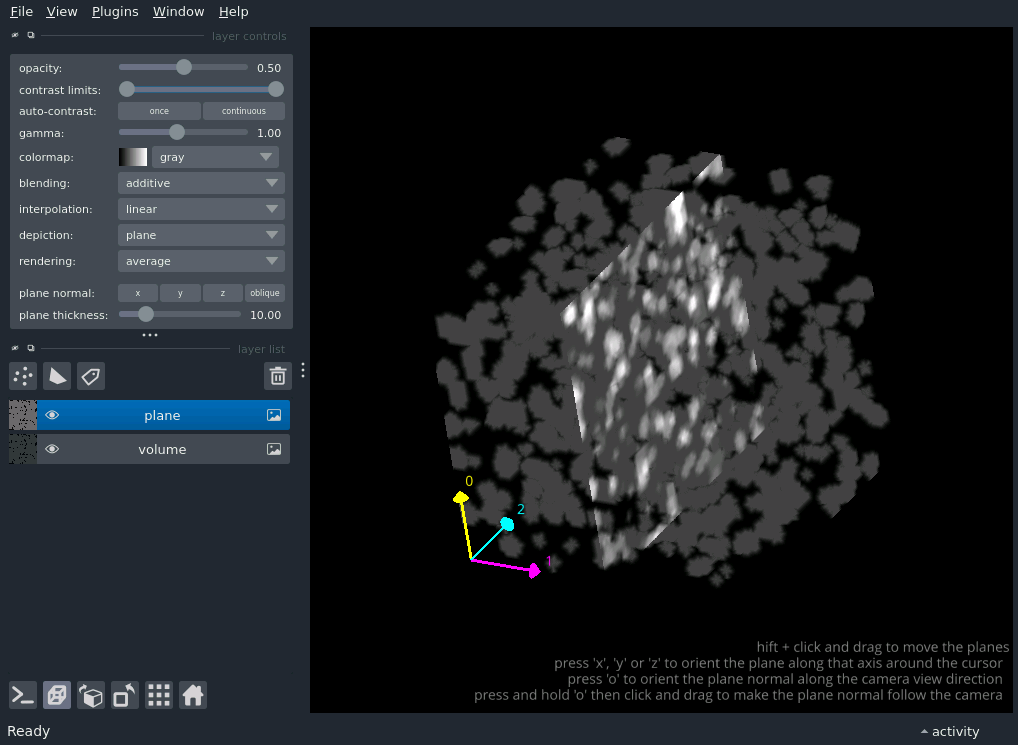 File View Plugins Window Help
layer controls
opacity: 0.50
contrast limits:
auto-contrast: once continuous
gamma: 1.00
colormap: gray
blending: additive
interpolation: linear
depiction: plane
rendering: average
plane normal: x y z oblique
plane thickness: 10.00
layer list
plane
volume
0
2
1
hift + click and drag to move the planes
press 'x', 'y' or 'z' to orient the plane along that axis around the cursor
press 'o' to orient the plane normal along the camera view direction
press and hold 'o' then click and drag to make the plane normal follow the camera
Ready
activity